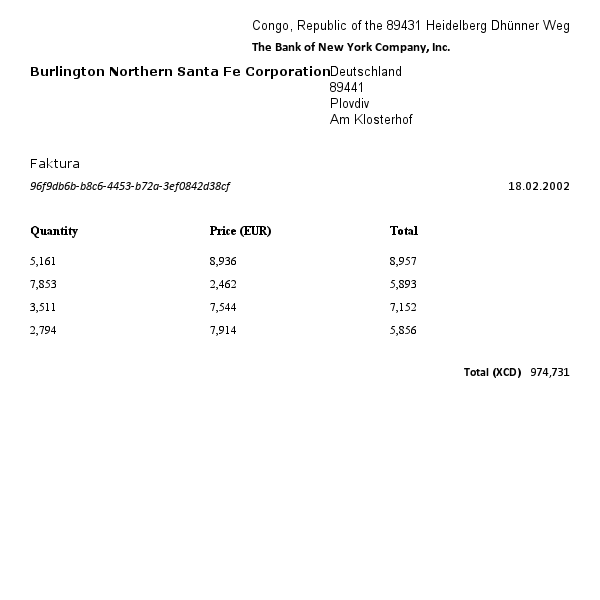 Congo, Republic of the 89431 Heidelberg Dhünner Weg
The Bank of New York Company, Inc.
Burlington Northern Santa Fe Corporation Deutschland
89441
Plovdiv
Am Klosterhof
Faktura
96f9db6b-b8c6-4453-b72a-3ef0842d38cf 18.02.2002
Quantity Price (EUR) Total
5,161 8,936 8,957
7,853 2,462 5,893
3,511 7,544 7,152
2,794 7,914 5,856
Total (XCD) 974,731